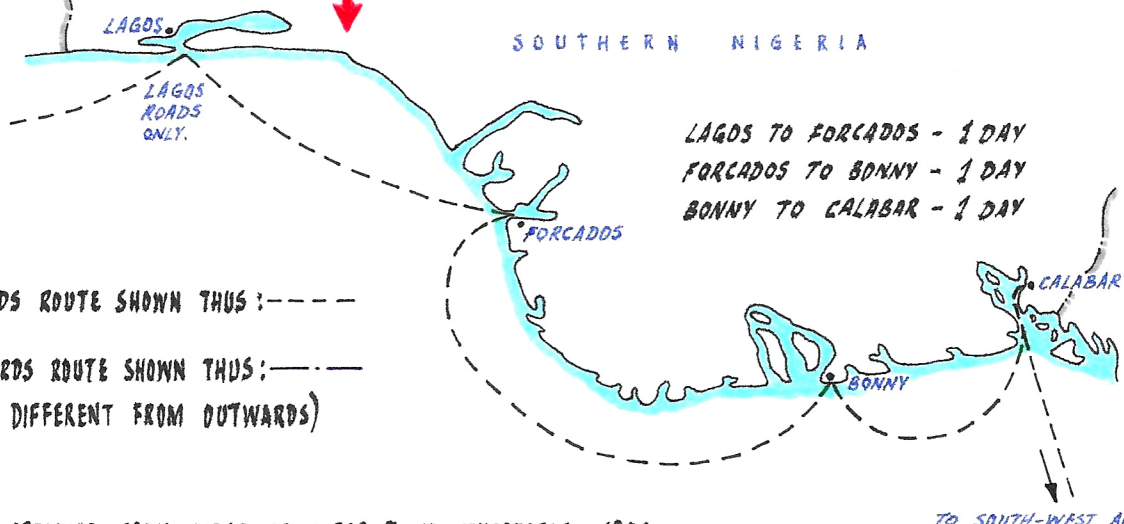 LAGOS
SOUTHERN NIGERIA
LAGOS
ROADS
ONLY.
LAGOS TO FORCADOS - 1 DAY
FORCADOS TO BONNY - 1 DAY
BONNY TO CALABAR - 1 DAY
FORCADOS
CALABAR
DS ROUTE SHOWN THUS:----
RDS ROUTE SHOWN THUS:—·—
BONNY
DIFFERENT FROM OUTWARDS)
TO SOUTH-WEST A